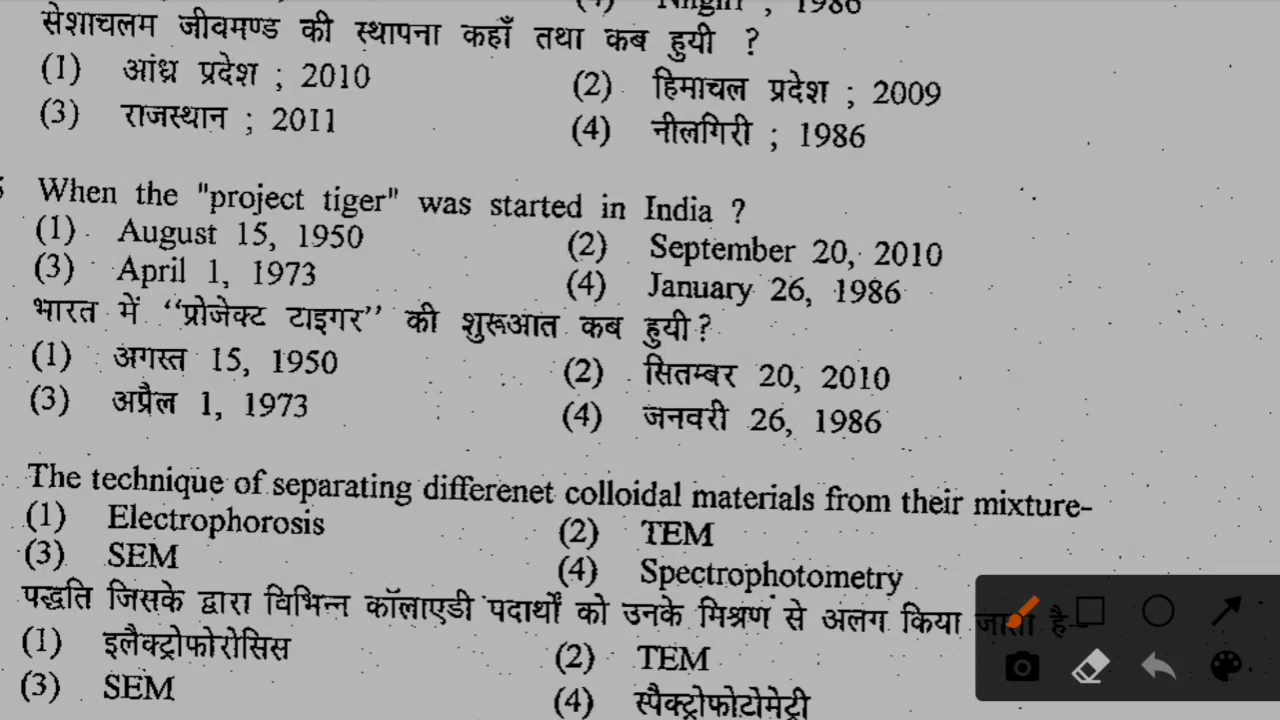 (4) Nilgiri ; 1986
सेशाचलम जीवमण्ड की स्थापना कहाँ तथा कब हुयी ?
(1) आंध्र प्रदेश ; 2010 (2) हिमाचल प्रदेश ; 2009
(3) राजस्थान ; 2011 (4) नीलगिरी ; 1986
When the "project tiger" was started in India ?
(1) August 15, 1950 (2) September 20, 2010
(3) April 1, 1973 (4) January 26, 1986
भारत में ‘‘प्रोजेक्ट टाइगर’’ की शुरूआत कब हुयी ?
(1) अगस्त 15, 1950 (2) सितम्बर 20, 2010
(3) अप्रैल 1, 1973 (4) जनवरी 26, 1986
The technique of separating differenet colloidal materials from their mixture-
(1) Electrophorosis (2) TEM
(3) SEM (4) Spectrophotometry
पद्धति जिसके द्वारा विभिन्न कॉलाएडी पदार्थों को उनके मिश्रण से अलग किया जाता है–
(1) इलैक्ट्रोफोरोसिस (2) TEM
(3) SEM (4) स्पैक्ट्रोफोटोमेट्री